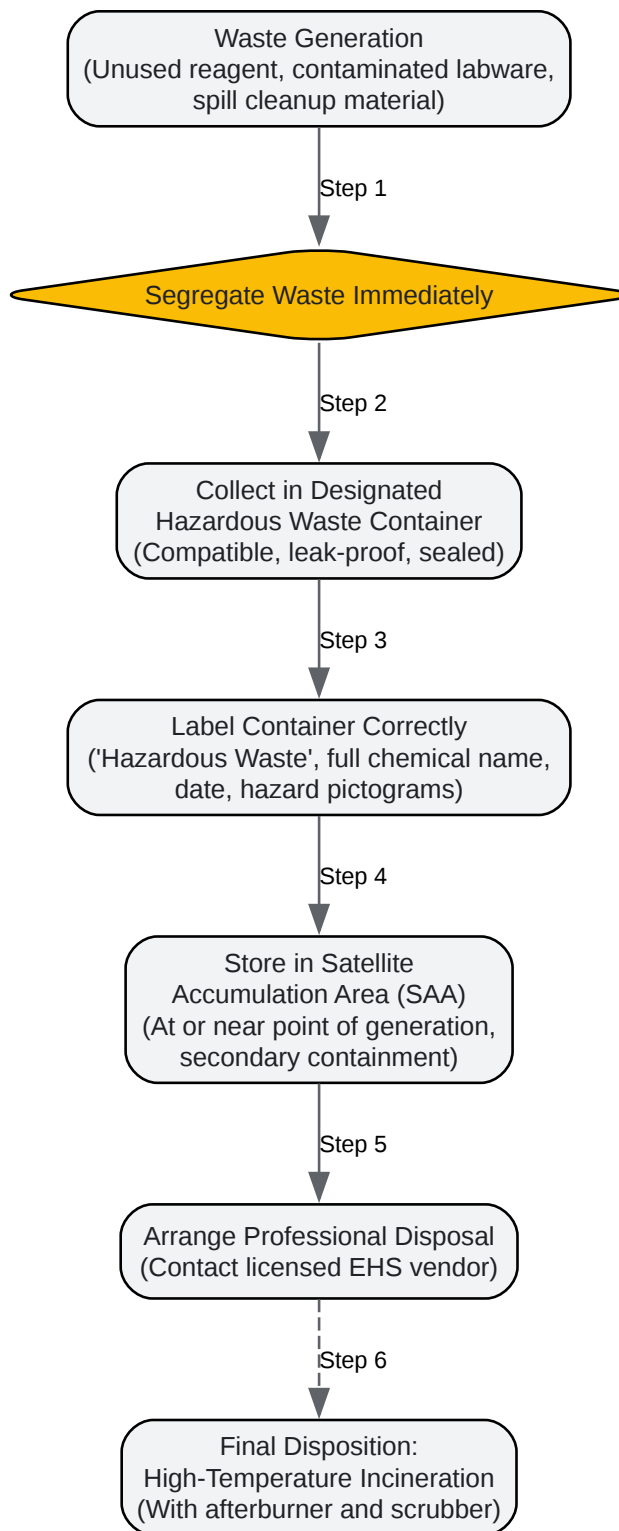 Waste Generation
(Unused reagent, contaminated labware,
spill cleanup material)
Step 1
Segregate Waste Immediately
Step 2
Collect in Designated
Hazardous Waste Container
(Compatible, leak-proof, sealed)
Step 3
Label Container Correctly
('Hazardous Waste', full chemical name,
date, hazard pictograms)
Step 4
Store in Satellite
Accumulation Area (SAA)
(At or near point of generation,
secondary containment)
Step 5
Arrange Professional Disposal
(Contact licensed EHS vendor)
Step 6
Final Disposition:
High-Temperature Incineration
(With afterburner and scrubber)